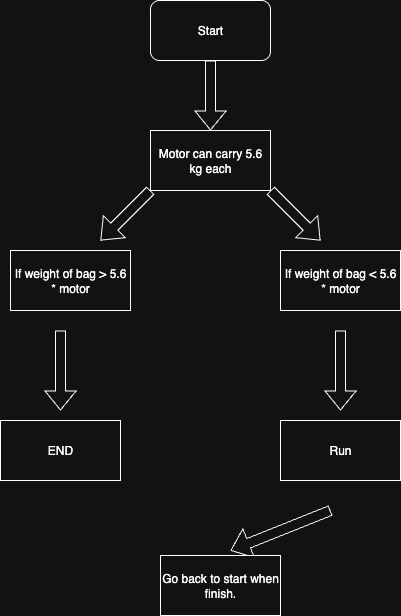 Start
Motor can carry 5.6
kg each
If weight of bag > 5.6
* motor
If weight of bag < 5.6
* motor
END
Run
Go back to start when
finish.